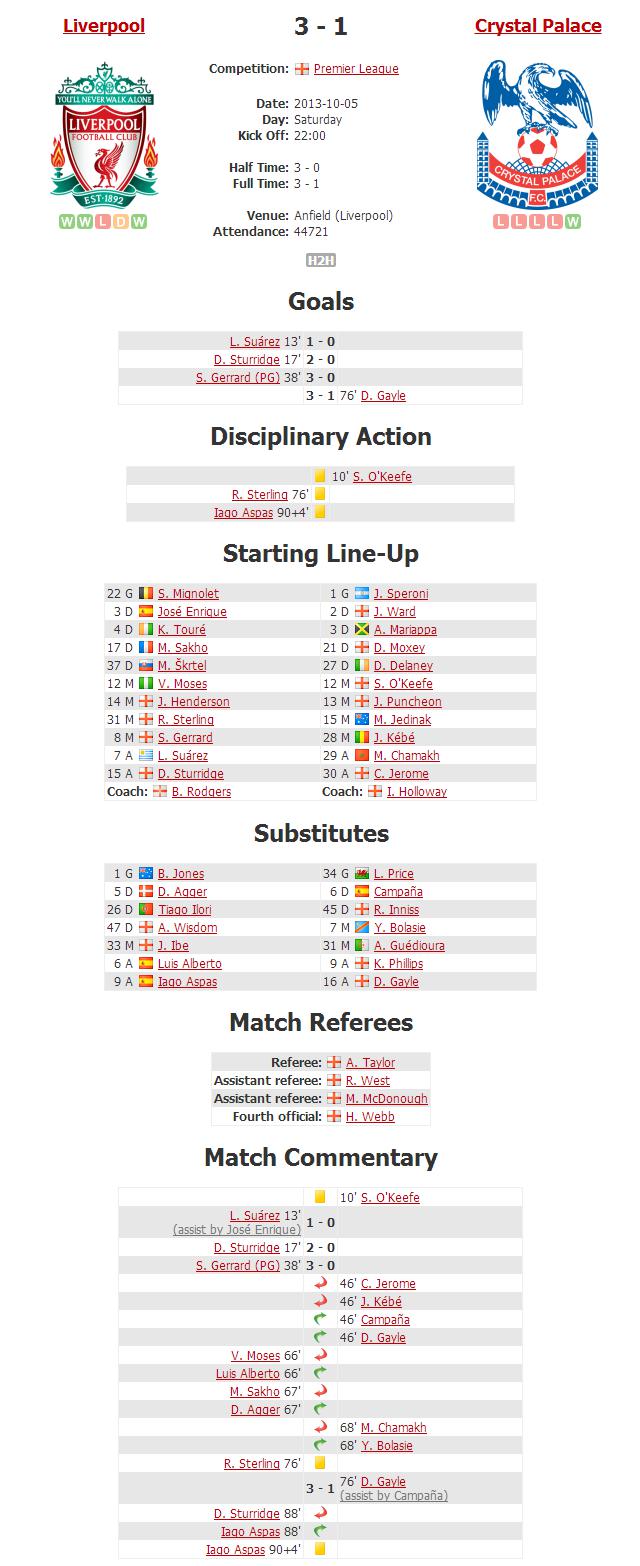 Liverpool 3 - 1 Crystal Palace
YOU'LL NEVER WALK ALONE
LIVERPOOL
FOOTBALL CLUB
EST·1892
CRYSTAL PALACE
F.C.
Competition: Premier League
Date: 2013-10-05
Day: Saturday
Kick Off: 22:00
Half Time: 3 - 0
Full Time: 3 - 1
Venue: Anfield (Liverpool)
Attendance: 44721
W W L D W
L L L L W
H2H
Goals
L. Suárez 13' 1 - 0
D. Sturridge 17' 2 - 0
S. Gerrard (PG) 38' 3 - 0
3 - 1 76' D. Gayle
Disciplinary Action
10' S. O'Keefe
R. Sterling 76'
Iago Aspas 90+4'
Starting Line-Up
22 G S. Mignolet 1 G J. Speroni
3 D José Enrique 2 D J. Ward
4 D K. Touré 3 D A. Mariappa
17 D M. Sakho 21 D D. Moxey
37 D M. Škrtel 27 D D. Delaney
12 M V. Moses 12 M S. O'Keefe
14 M J. Henderson 13 M J. Puncheon
31 M R. Sterling 15 M M. Jedinak
8 M S. Gerrard 28 M J. Kébé
7 A L. Suárez 29 A M. Chamakh
15 A D. Sturridge 30 A C. Jerome
Coach: B. Rodgers Coach: I. Holloway
Substitutes
1 G B. Jones 34 G L. Price
5 D D. Agger 6 D Campaña
26 D Tiago Ilori 45 D R. Inniss
47 D A. Wisdom 7 M Y. Bolasie
33 M J. Ibe 31 M A. Guédioura
6 A Luis Alberto 9 A K. Phillips
9 A Iago Aspas 16 A D. Gayle
Match Referees
Referee: A. Taylor
Assistant referee: R. West
Assistant referee: M. McDonough
Fourth official: H. Webb
Match Commentary
10' S. O'Keefe
L. Suárez 13' 1 - 0
(assist by José Enrique)
D. Sturridge 17' 2 - 0
S. Gerrard (PG) 38' 3 - 0
46' C. Jerome
46' J. Kébé
46' Campaña
46' D. Gayle
V. Moses 66'
Luis Alberto 66'
M. Sakho 67'
D. Agger 67'
68' M. Chamakh
68' Y. Bolasie
R. Sterling 76'
3 - 1 76' D. Gayle
(assist by Campaña)
D. Sturridge 88'
Iago Aspas 88'
Iago Aspas 90+4'